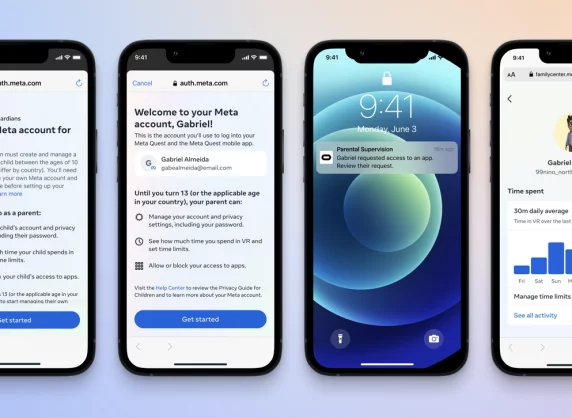 th.meta.com
ardians
Meta account for
n must create and manage a
child between the ages of 10
iffer by country). You'll need
your own Meta account and
e before setting up your
arn more
o as a parent:
child's account and privacy
ding their password.
h time your child spends in
me limits.
k your child's access to apps.
s 13 (or the applicable age in your
to start managing their own
et started
9:41
Cancel
auth.meta.com
Welcome to your Meta
account, Gabriel!
This is the account you'll use to log into your
Meta Quest and the Meta Quest mobile app.
G
Gabriel Almeida
gaboalmeida@email.com
Until you turn 13 (or the applicable age
in your country), your parent can:
Manage your account and privacy
settings, including your password.
See how much time you spend in VR and
set time limits.
Allow or block your access to apps.
Visit the Help Center to review the Privacy Guide for
Children and to learn more about your Meta account.
Get started
9:41
9:41
Monday, June 3
Parental Supervision
Gabriel requested access to an app.
Review their request.
9:41
AA
familycenter.me
Gabriel
99nino_north
Time spent
30m daily average
Time in VR over the last
Fri Sat Sun M
Manage time limits
See all activity